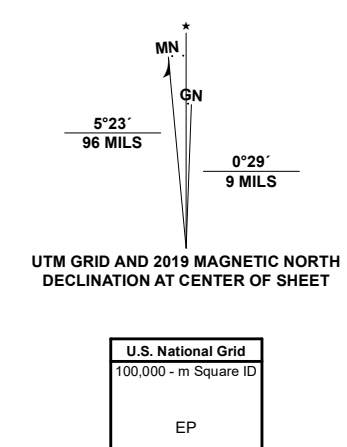 ★
MN
GN
5°23´
96 MILS
0°29´
9 MILS
UTM GRID AND 2019 MAGNETIC NORTH
DECLINATION AT CENTER OF SHEET
U.S. National Grid
100,000 - m Square ID
EP